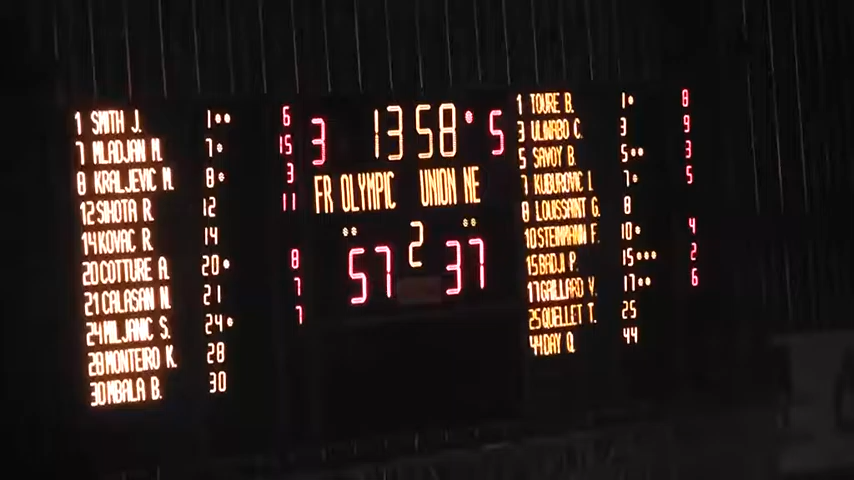 1 SMITH J. 1•• 6
7 MLADJAN M. 7• 15
8 KRALJEVIC M. 8• 3
12 SIHOTA R. 12 11
14 KOVAC R. 14
20 COTTURE A. 20• 8
21 CALASAN N. 21 7
24 MILJANIC S. 24• 7
28 MONTEIRO K. 28
30 MBALA B. 30
3 13 58 • 5
FR OLYMPIC UNION NE
•• 2 ••
57 37
1 TOURE B. 1• 8
3 ULWABO C. 3 9
5 SAVOY B. 5•• 3
7 KUBUROVIC I. 7• 5
8 LOUISSAINT G. 8
10 STEINMANN F. 10• 4
15 BADJI P. 15••• 2
17 GAILLARD Y. 17•• 6
25 QUELLET T. 25
44 DAY Q. 44